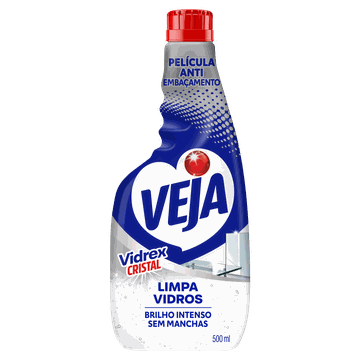 PELÍCULA
ANTI
EMBAÇAMENTO
VEJA
Vidrex
CRISTAL
LIMPA
VIDROS
BRILHO INTENSO
SEM MANCHAS
500 ml